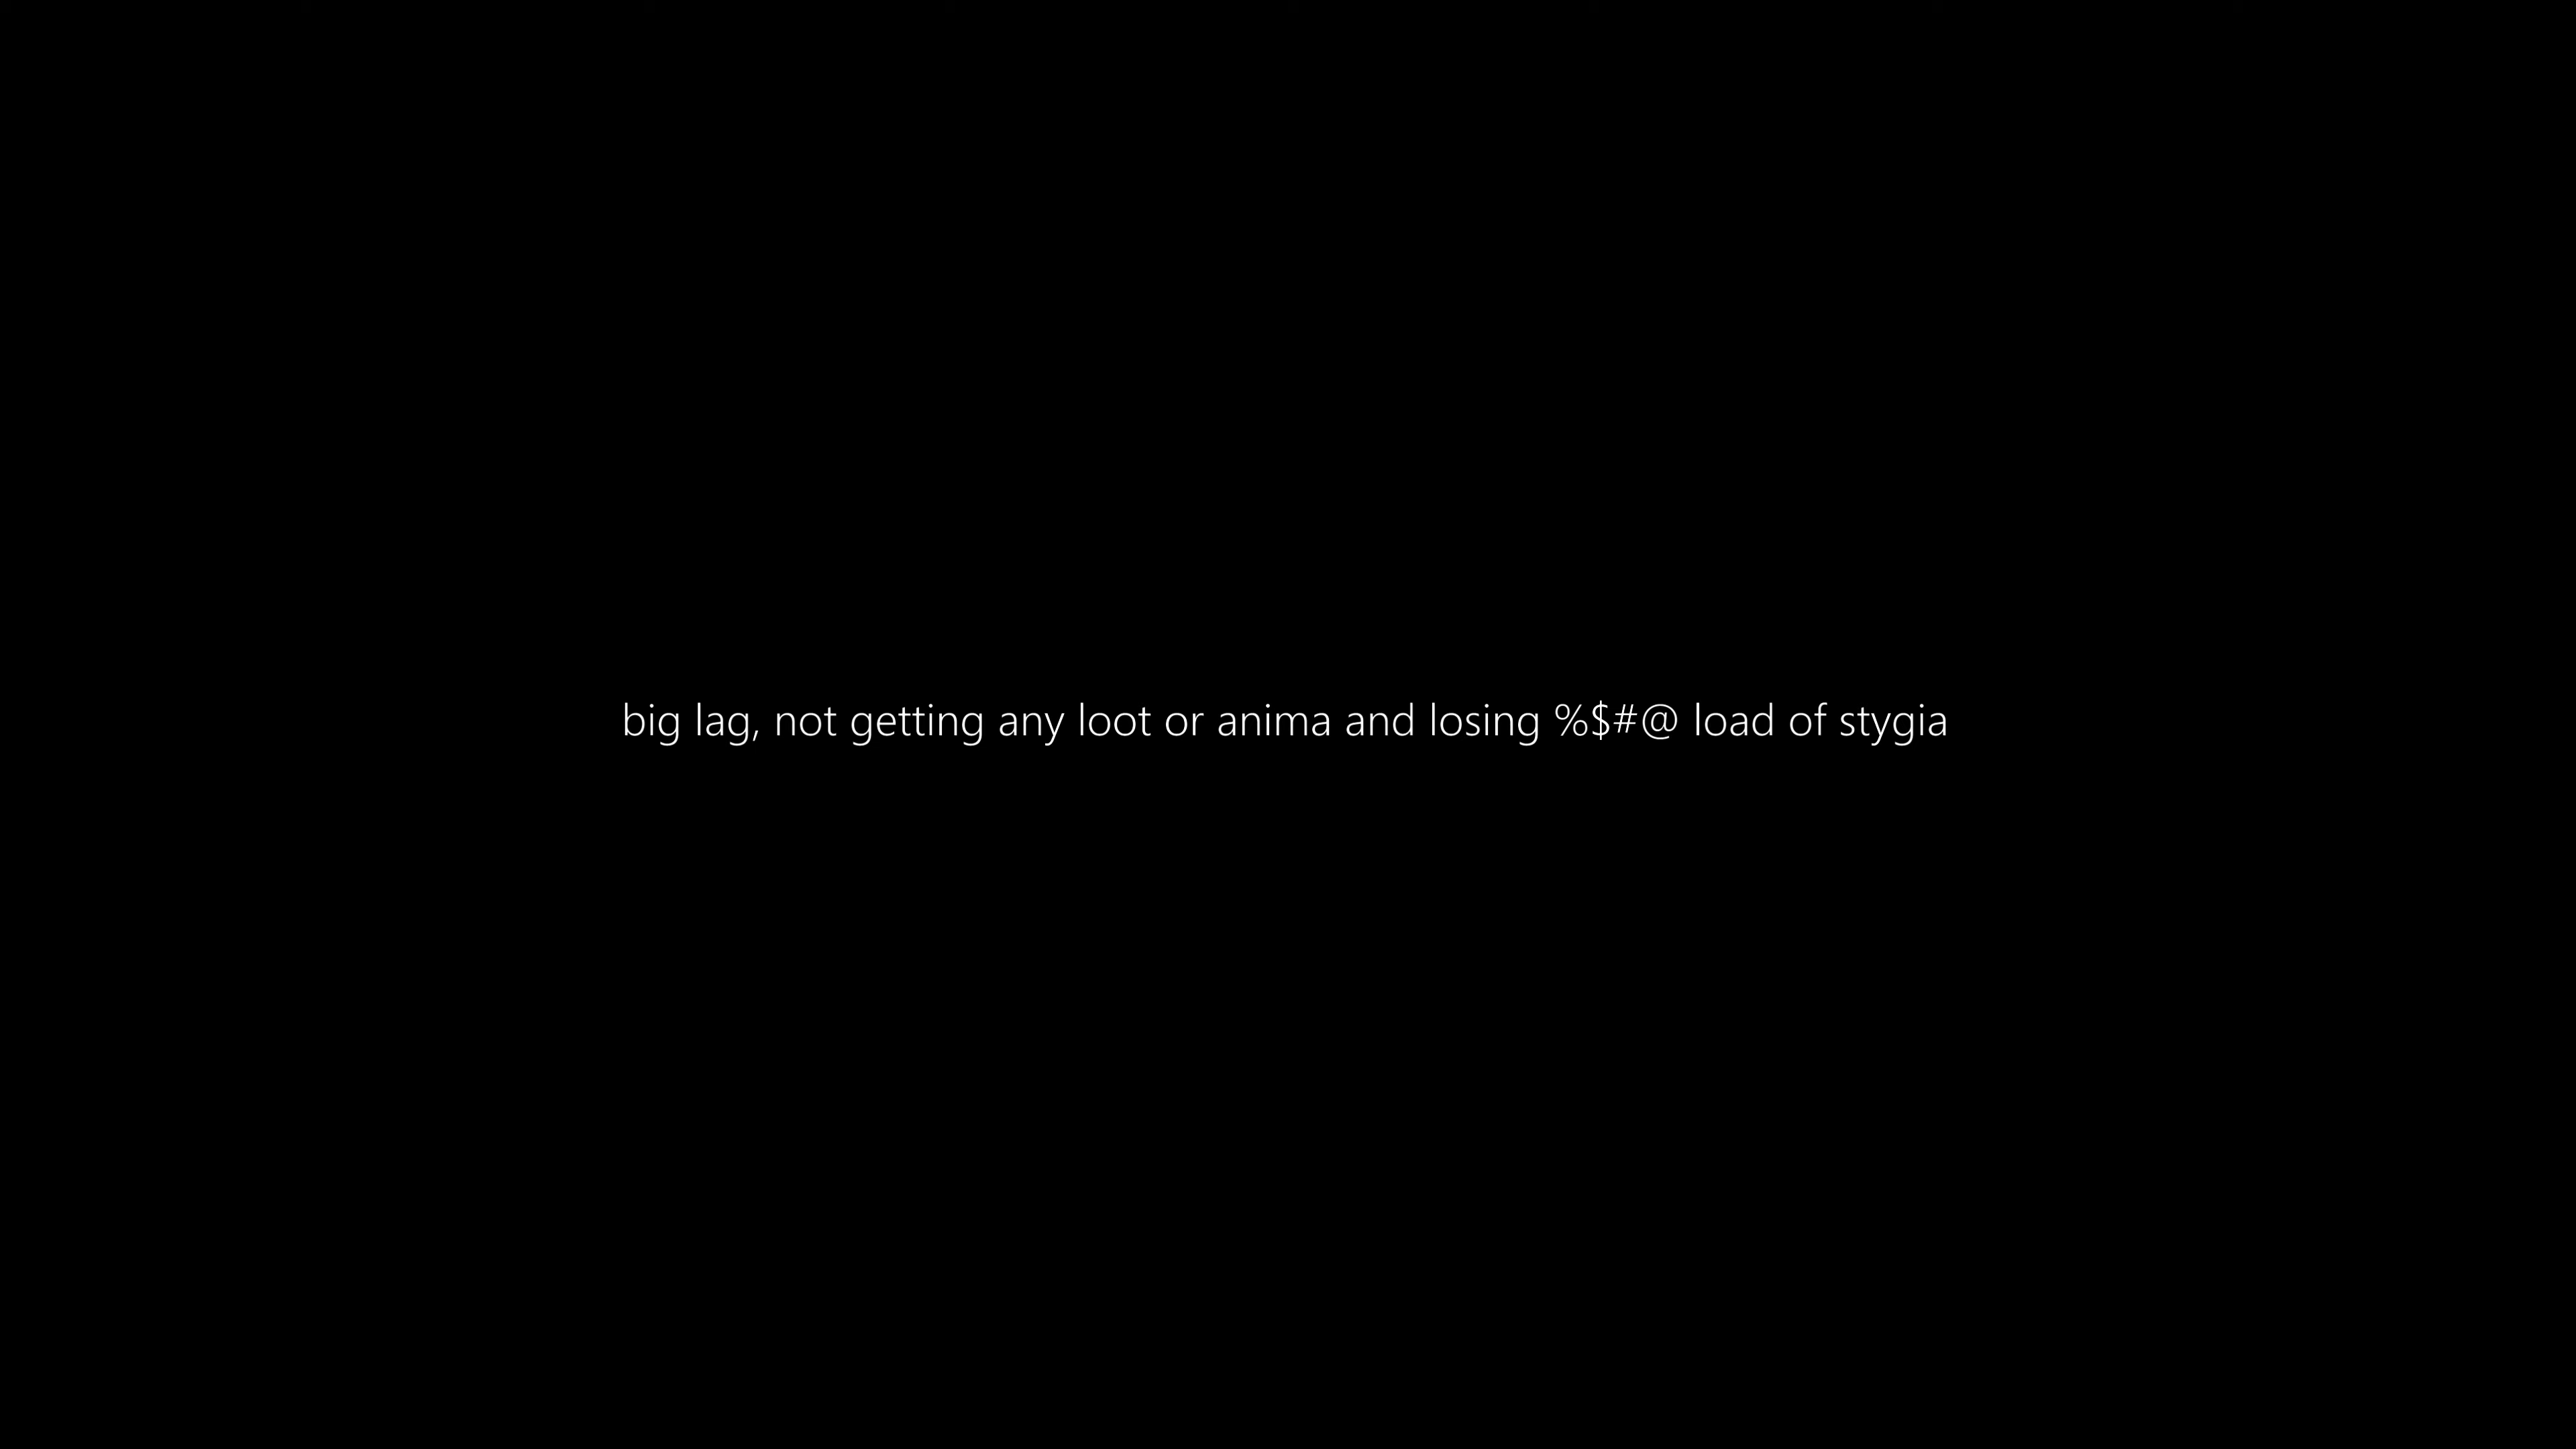 big lag, not getting any loot or anima and losing %$#@ load of stygia